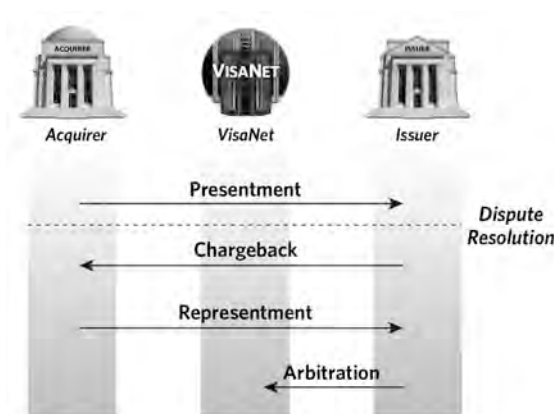 ACQUIRER
VISANET
ISSUER
Acquirer
VisaNet
Issuer
Presentment
Dispute
Resolution
Chargeback
Representment
Arbitration